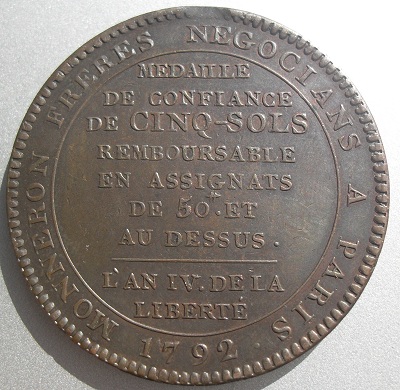 MONNERON FRERES NEGOCIANS A PARIS
1792
MEDAILLE
DE CONFIANCE
DE CINQ-SOLS
REMBOURSABLE
EN ASSIGNATS
DE 50.# ET
AU DESSUS.
L'AN IV. DE LA
LIBERTÉ